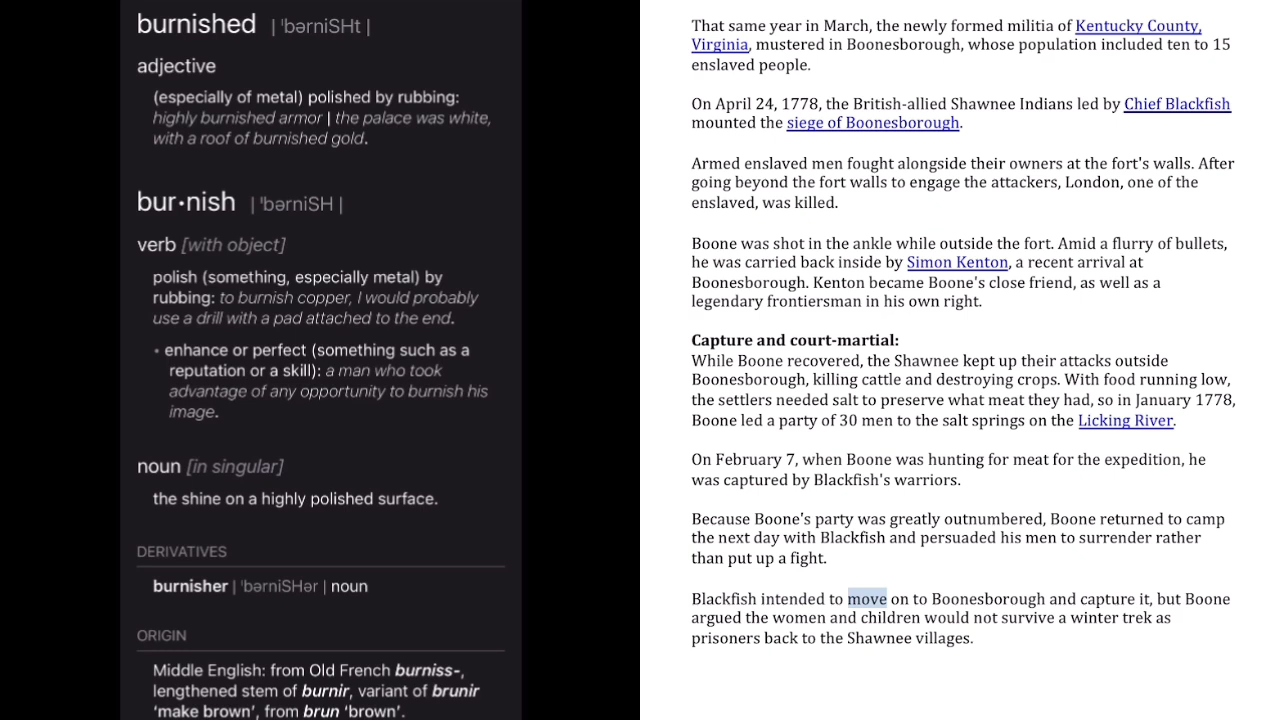 burnished | ˈbərniSHt |
adjective
(especially of metal) polished by rubbing:
highly burnished armor | the palace was white,
with a roof of burnished gold.
bur•nish | ˈbərniSH |
verb [with object]
polish (something, especially metal) by
rubbing: to burnish copper, I would probably
use a drill with a pad attached to the end.
• enhance or perfect (something such as a
reputation or a skill): a man who took
advantage of any opportunity to burnish his
image.
noun [in singular]
the shine on a highly polished surface.
DERIVATIVES
burnisher | ˈbərniSHər | noun
ORIGIN
Middle English: from Old French burniss-,
lengthened stem of burnir, variant of brunir
‘make brown’, from brun ‘brown’.
That same year in March, the newly formed militia of Kentucky County,
Virginia, mustered in Boonesborough, whose population included ten to 15
enslaved people.
On April 24, 1778, the British-allied Shawnee Indians led by Chief Blackfish
mounted the siege of Boonesborough.
Armed enslaved men fought alongside their owners at the fort's walls. After
going beyond the fort walls to engage the attackers, London, one of the
enslaved, was killed.
Boone was shot in the ankle while outside the fort. Amid a flurry of bullets,
he was carried back inside by Simon Kenton, a recent arrival at
Boonesborough. Kenton became Boone's close friend, as well as a
legendary frontiersman in his own right.
Capture and court-martial:
While Boone recovered, the Shawnee kept up their attacks outside
Boonesborough, killing cattle and destroying crops. With food running low,
the settlers needed salt to preserve what meat they had, so in January 1778,
Boone led a party of 30 men to the salt springs on the Licking River.
On February 7, when Boone was hunting for meat for the expedition, he
was captured by Blackfish's warriors.
Because Boone's party was greatly outnumbered, Boone returned to camp
the next day with Blackfish and persuaded his men to surrender rather
than put up a fight.
Blackfish intended to move on to Boonesborough and capture it, but Boone
argued the women and children would not survive a winter trek as
prisoners back to the Shawnee villages.